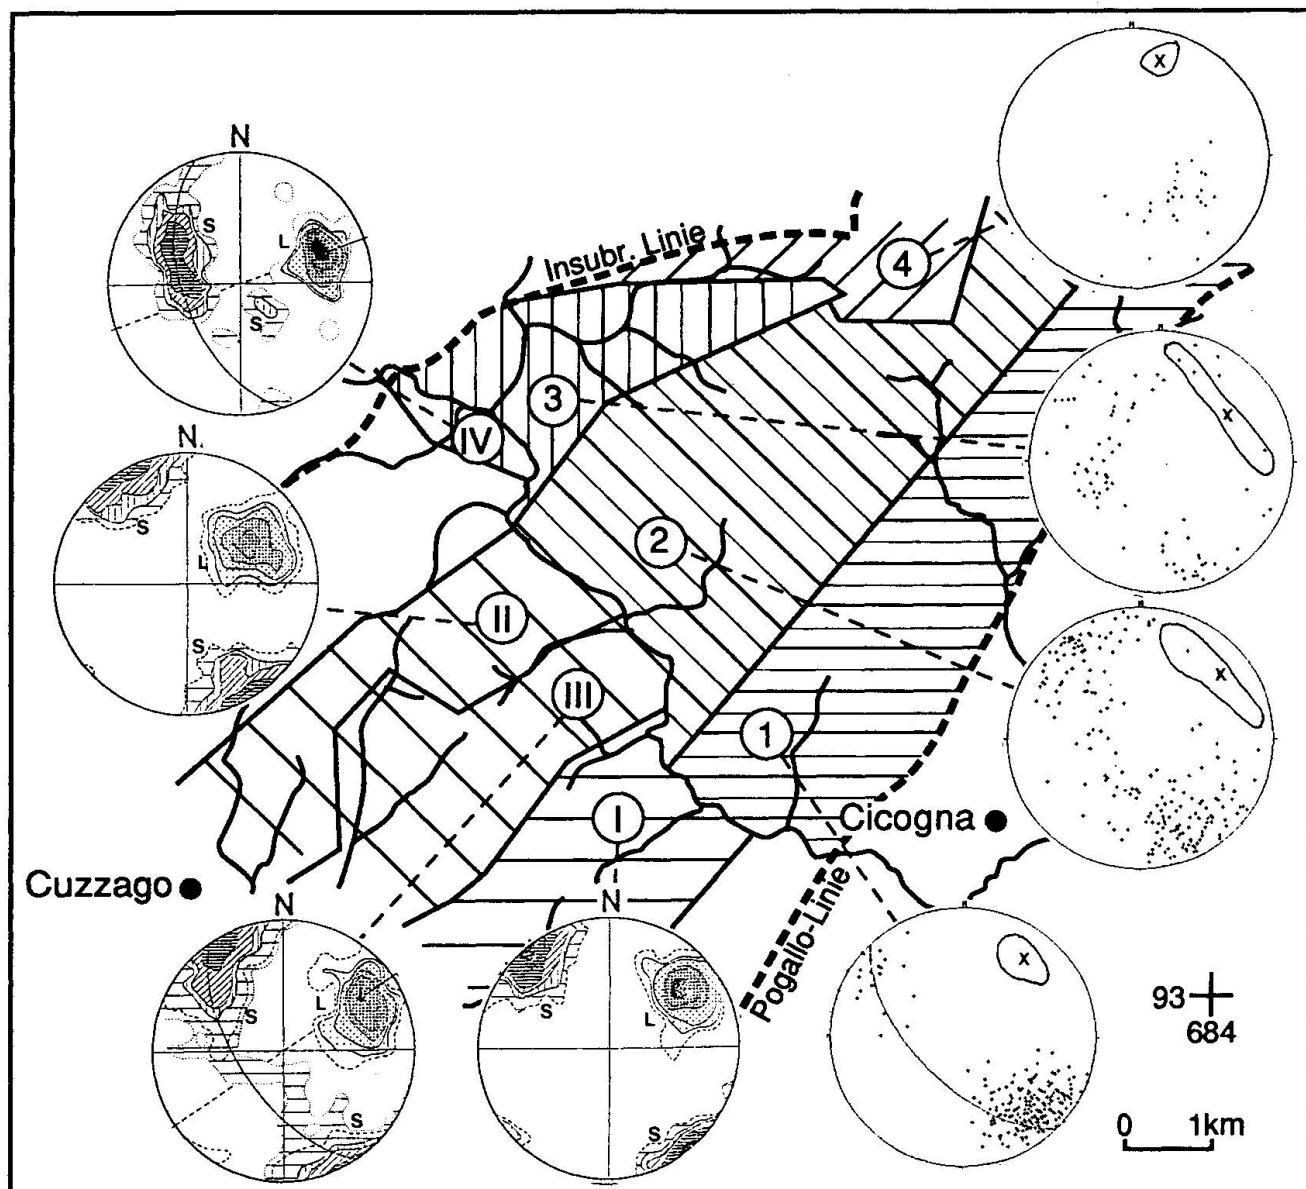 N
S
L
S
Insubr. Linie
4
3
IV
N.
S
L
S
2
II
III
1
I
Cicogna
Cuzzago
Pogallo-Linie
N
S
L
L
S
N
S
L
L
S
x
x
x
x
93
684
0 1km